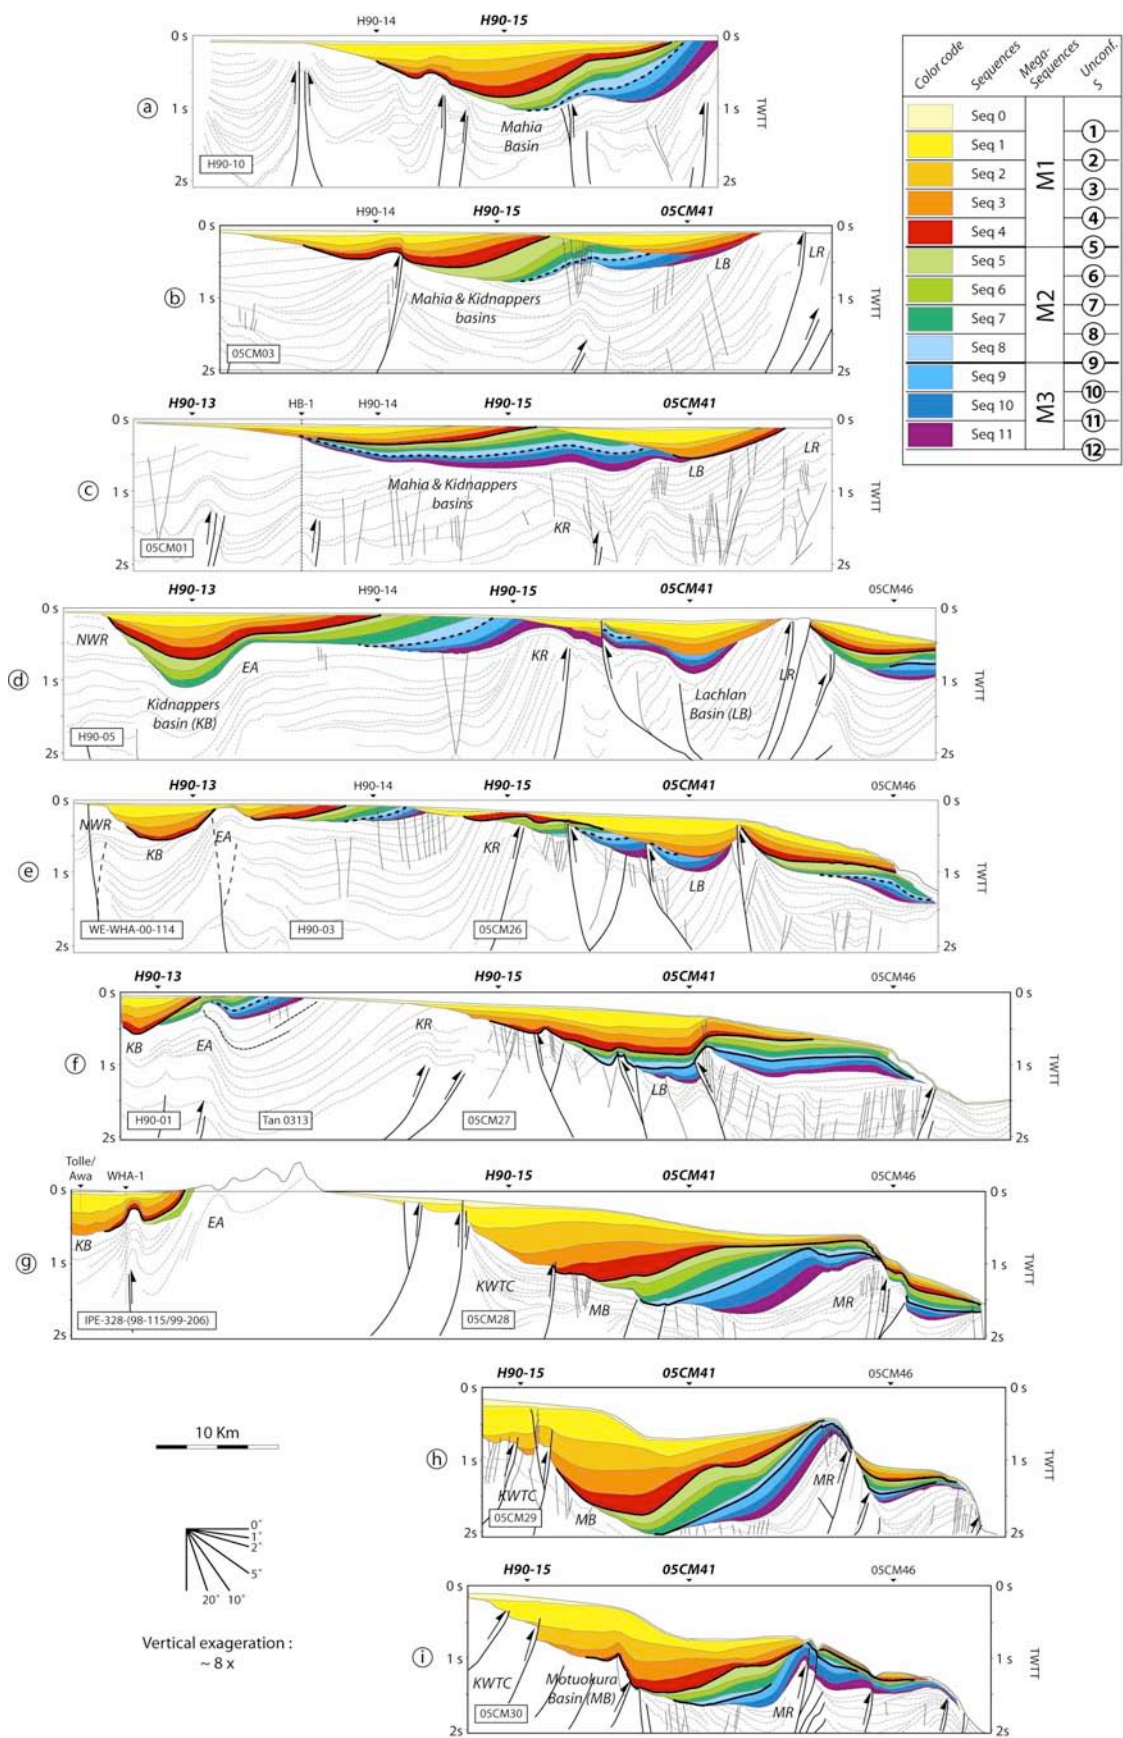 H90-14 H90-15
0 s 0 s
1 s 1 s
2s 2s
TWTT
a
Mahia
Basin
H90-10
Color code Sequences Mega-Sequences Unconf. S
Seq 0
Seq 1
Seq 2
Seq 3
Seq 4
Seq 5
Seq 6
Seq 7
Seq 8
Seq 9
Seq 10
Seq 11
M1
M2
M3
1
2
3
4
5
6
7
8
9
10
11
12
H90-14 H90-15 05CM41
0 s 0 s
LR
LB
b
1 s 1 s
TWTT
Mahia & Kidnappers
basins
05CM03
2s 2s
H90-13 HB-1 H90-14 H90-15 05CM41
0 s 0 s
LR
LB
c
1 s 1 s
TWTT
Mahia & Kidnappers
basins
KR
05CM01
2s 2s
H90-13 H90-14 H90-15 05CM41 05CM46
0 s 0 s
NWR
EA
KR
LR
d
1 s 1 s
TWTT
Kidnappers
basin (KB)
Lachlan
Basin (LB)
H90-05
2s 2s
H90-13 H90-14 H90-15 05CM41 05CM46
0 s 0 s
NWR
EA
KB
KR
LB
e
1 s 1 s
TWTT
WE-WHA-00-114 H90-03 05CM26
2s 2s
H90-13 H90-15 05CM41 05CM46
0 s 0 s
KB
EA
KR
LB
f
1 s 1 s
TWTT
H90-01 Tan 0313 05CM27
2s 2s
Tolle/
Awa WHA-1 H90-15 05CM41 05CM46
0 s 0 s
EA
KB
g
1 s 1 s
TWTT
KWTC
MB
MR
IPE-328-(98-115/99-206) 05CM28
2s 2s
H90-15 05CM41 05CM46
0 s 0 s
h
1 s 1 s
TWTT
KWTC
MR
05CM29
MB
2s 2s
10 Km
0°
1°
2°
5°
20° 10°
Vertical exageration :
~ 8 x
H90-15 05CM41 05CM46
0 s 0 s
i
1 s 1 s
TWTT
KWTC
Motuokura
Basin (MB)
MR
05CM30
2s 2s